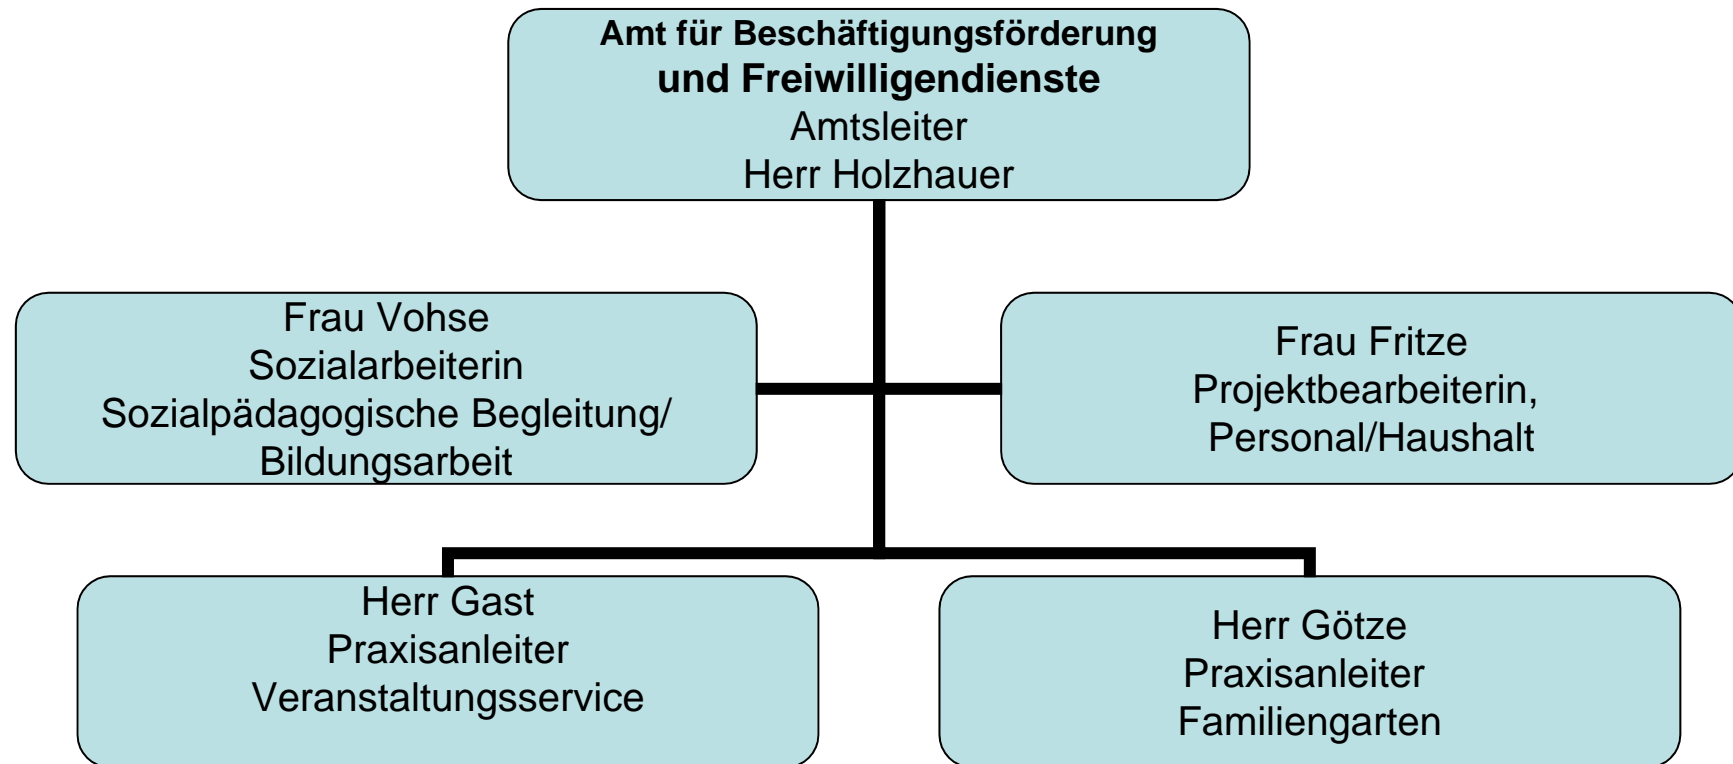 Amt für Beschäftigungsförderung
und Freiwilligendienste
Amtsleiter
Herr Holzhauer
Frau Vohse
Sozialarbeiterin
Sozialpädagogische Begleitung/
Bildungsarbeit
Frau Fritze
Projektbearbeiterin,
Personal/Haushalt
Herr Gast
Praxisanleiter
Veranstaltungsservice
Herr Götze
Praxisanleiter
Familiengarten